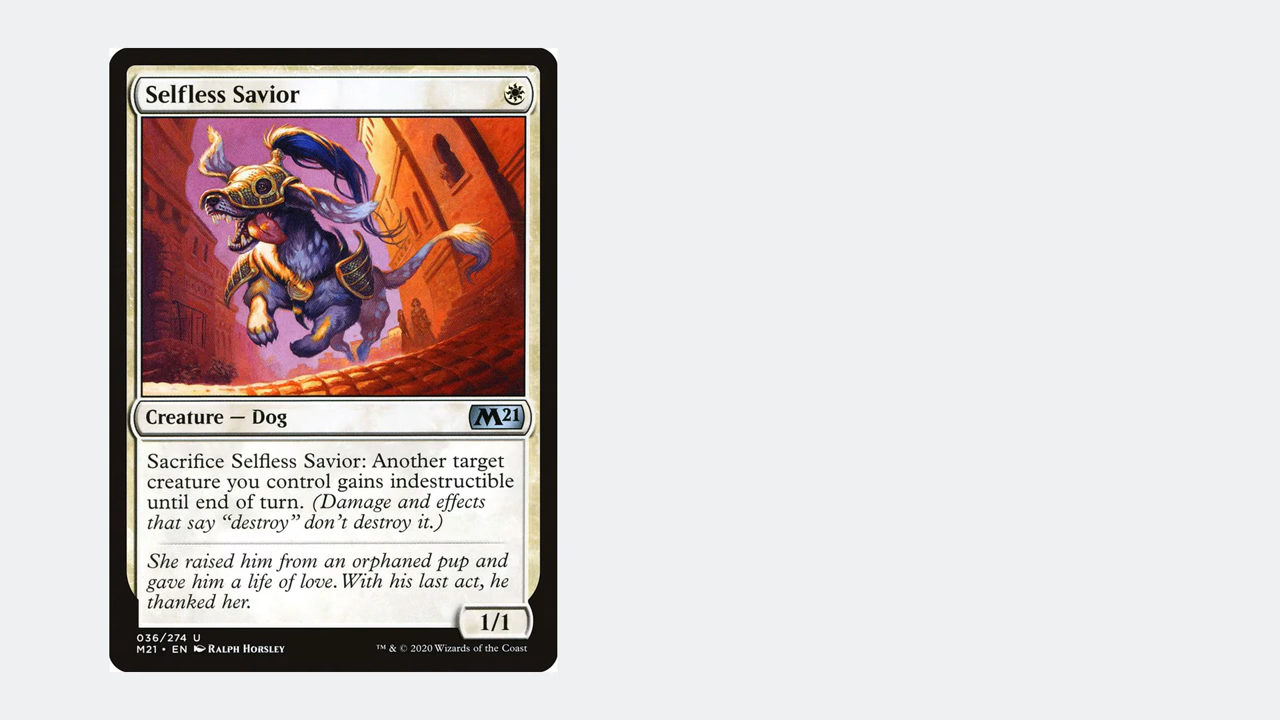 Selfless Savior
Creature — Dog
M21
Sacrifice Selfless Savior: Another target
creature you control gains indestructible
until end of turn. (Damage and effects
that say “destroy” don’t destroy it.)
She raised him from an orphaned pup and
gave him a life of love. With his last act, he
thanked her.
1/1
036/274 U
M21 • EN Ralph Horsley
™ & © 2020 Wizards of the Coast